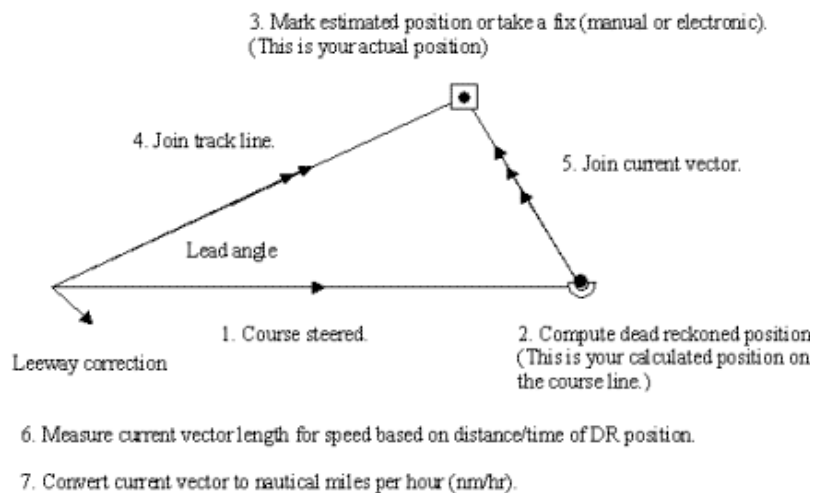 3. Mark estimated position or take a fix (manual or electronic).
(This is your actual position)
4. Join track line.
5. Join current vector.
Lead angle
1. Course steered.
2. Compute dead reckoned position
(This is your calculated position on
the course line.)
Leeway correction
6. Measure current vector length for speed based on distance/time of DR position.
7. Convert current vector to nautical miles per hour (nm/hr).